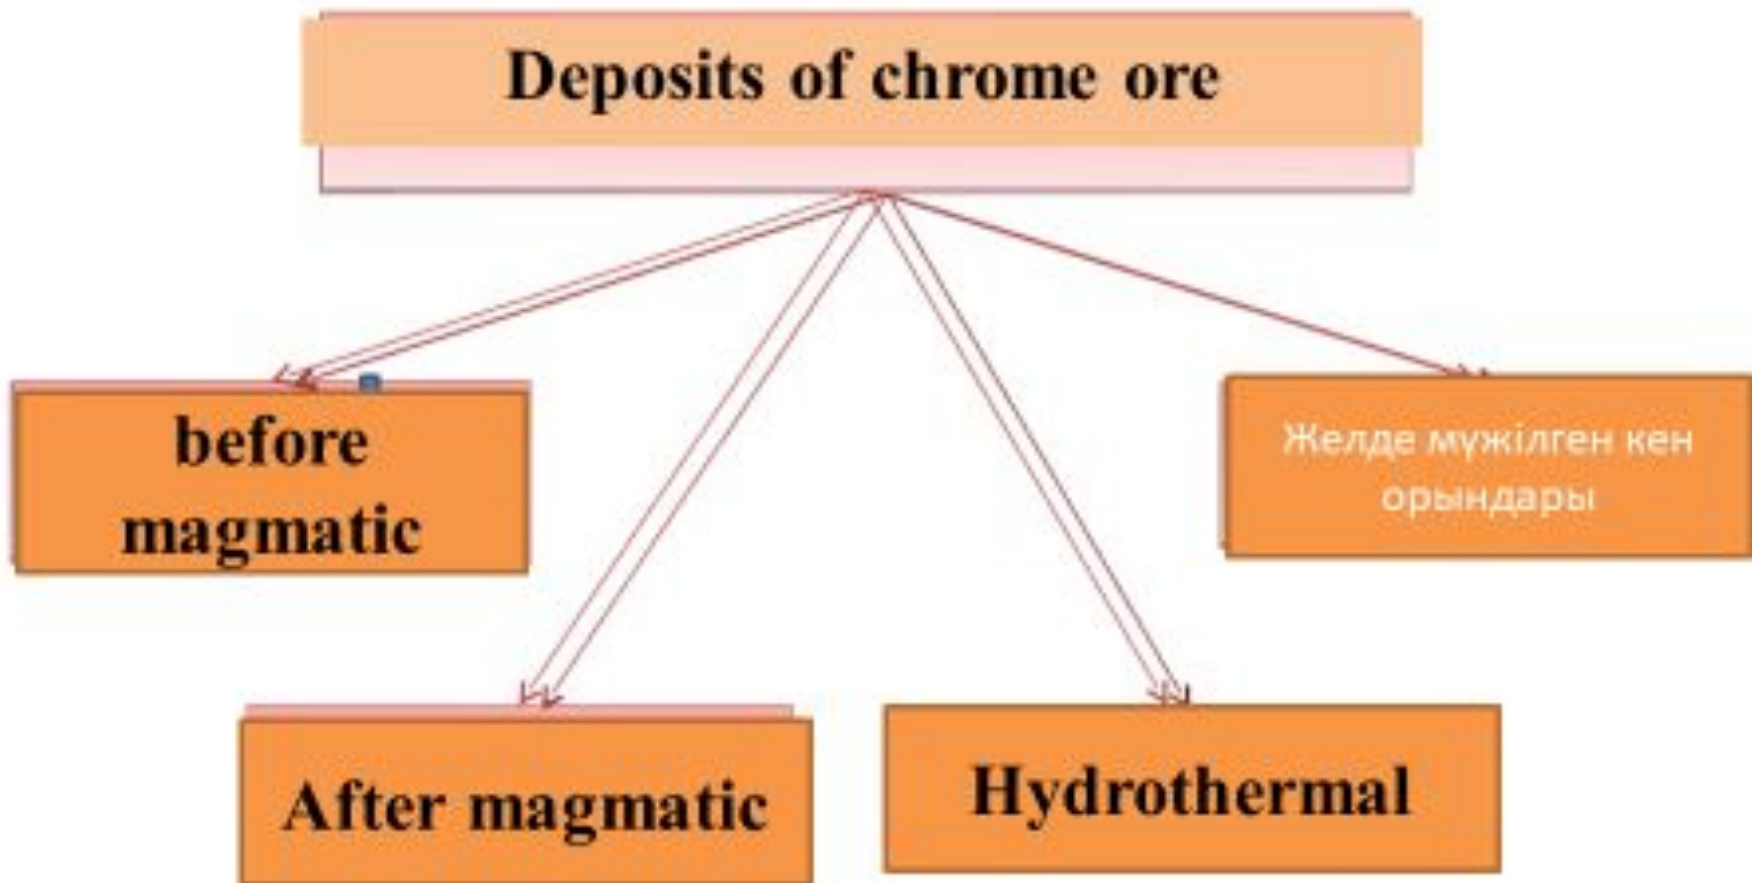 Deposits of chrome ore
before
magmatic
Желде мүжілген кен
орындары
After magmatic
Hydrothermal